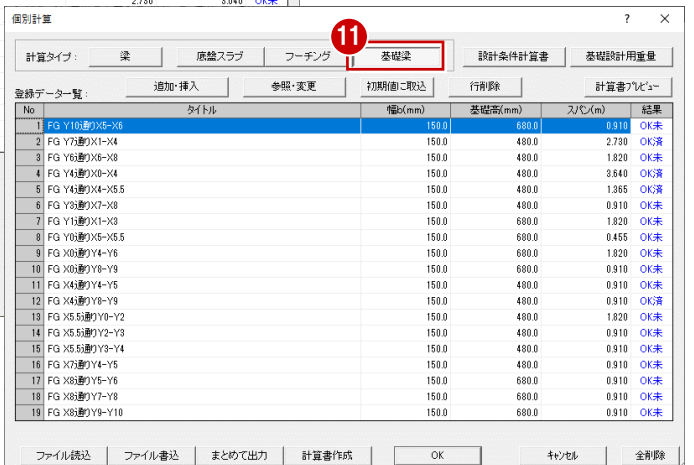 2.730 3.640 OK未
個別計算 ? ×
11
計算タイプ: 梁 底盤スラブ フーチング 基礎梁 設計条件計算書 基礎設計用重量
登録データ一覧: 追加・挿入 参照・変更 初期値に取込 行削除 計算書プレビュー
No タイトル 幅b(mm) 基礎高(mm) スパン(m) 結果
1 FG Y10通りX5-X6 150.0 680.0 0.910 OK未
2 FG Y7通りX1-X4 150.0 480.0 2.730 OK済
3 FG Y6通りX6-X8 150.0 480.0 1.820 OK未
4 FG Y4通りX0-X4 150.0 480.0 3.640 OK済
5 FG Y4通りX4-X5.5 150.0 480.0 1.365 OK済
6 FG Y3通りX7-X8 150.0 480.0 0.910 OK未
7 FG Y1通りX1-X3 150.0 680.0 1.820 OK未
8 FG Y0通りX5-X5.5 150.0 680.0 0.455 OK未
9 FG X0通りY4-Y6 150.0 480.0 1.820 OK未
10 FG X0通りY8-Y9 150.0 680.0 0.910 OK未
11 FG X4通りY4-Y5 150.0 480.0 0.910 OK未
12 FG X4通りY8-Y9 150.0 480.0 0.910 OK済
13 FG X5.5通りY0-Y2 150.0 480.0 1.820 OK未
14 FG X5.5通りY2-Y3 150.0 480.0 0.910 OK未
15 FG X5.5通りY3-Y4 150.0 480.0 0.910 OK未
16 FG X7通りY4-Y5 150.0 480.0 0.910 OK未
17 FG X8通りY5-Y6 150.0 680.0 0.910 OK未
18 FG X8通りY7-Y8 150.0 680.0 0.910 OK未
19 FG X8通りY9-Y10 150.0 680.0 0.910 OK未
ファイル読込 ファイル書込 まとめて出力 計算書作成 OK キャンセル 全削除